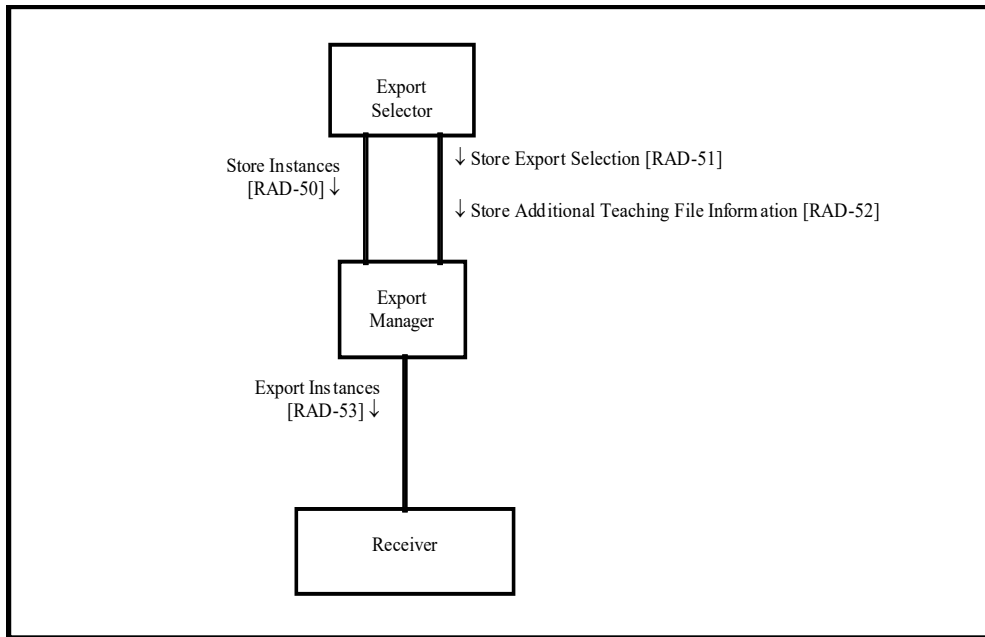 Export
Selector
Store Instances
[RAD-50] ↓
↓ Store Export Selection [RAD-51]
↓ Store Additional Teaching File Information [RAD-52]
Export
Manager
Export Instances
[RAD-53] ↓
Receiver